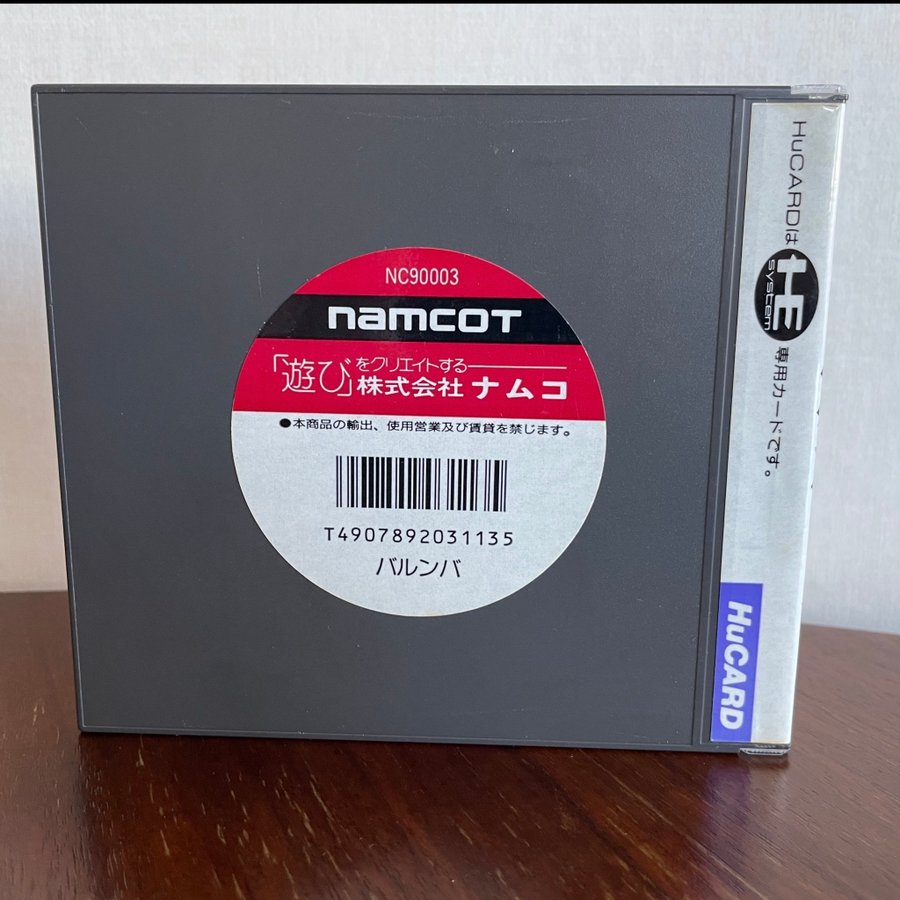 NC90003
namcot
「遊び」をクリエイトする
株式会社ナムコ
●本商品の輸出、使用営業及び賃貸を禁じます。
T4907892031135
バルンバ
HuCARDは HE system 専用カードです。
HuCARD